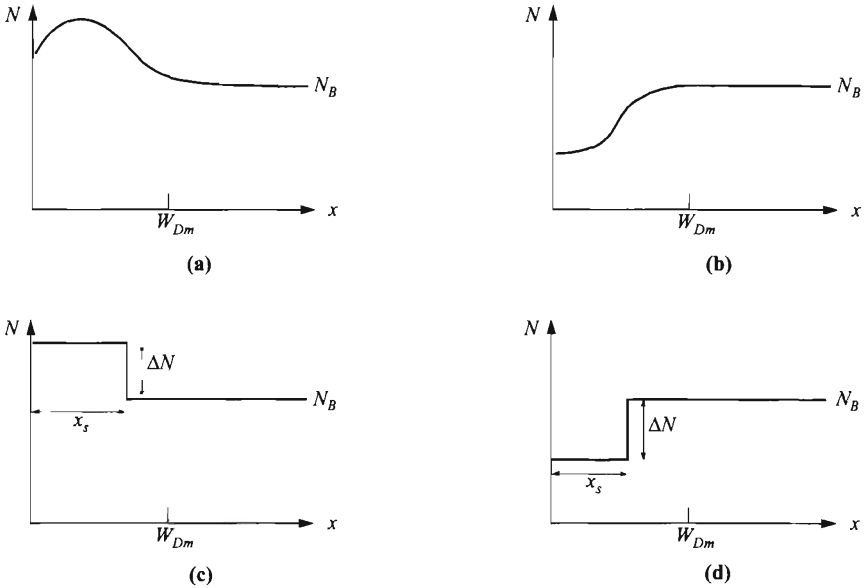 N
N_B
W_Dm
x
(a)
N
N_B
W_Dm
x
(b)
N
ΔN
N_B
x_s
W_Dm
x
(c)
N
N_B
ΔN
x_s
W_Dm
x
(d)